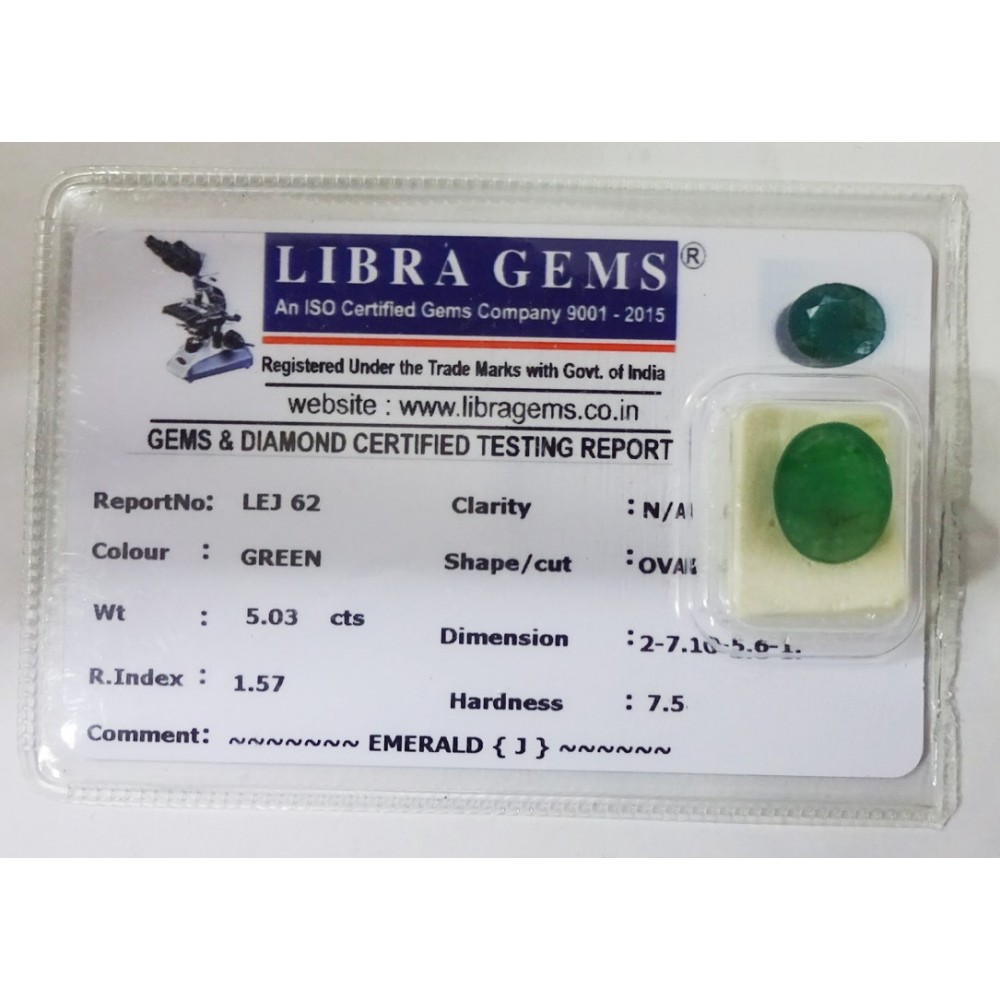 LIBRA GEMS ®
An ISO Certified Gems Company 9001 - 2015
Registered Under the Trade Marks with Govt. of India
website : www.libragems.co.in
GEMS & DIAMOND CERTIFIED TESTING REPORT
ReportNo: LEJ 62
Clarity : N/A
Colour : GREEN
Shape/cut : OVA
Wt : 5.03 cts
Dimension :
R.Index : 1.57
Hardness : 7.5
Comment: ~~~~~~~ EMERALD { J } ~~~~~~